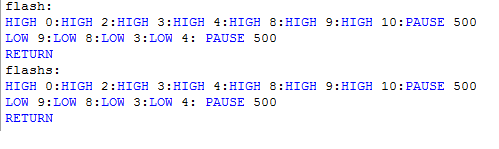 flash:
HIGH 0:HIGH 2:HIGH 3:HIGH 4:HIGH 8:HIGH 9:HIGH 10:PAUSE 500
LOW 9:LOW 8:LOW 3:LOW 4: PAUSE 500
RETURN
flashs:
HIGH 0:HIGH 2:HIGH 3:HIGH 4:HIGH 8:HIGH 9:HIGH 10:PAUSE 500
LOW 9:LOW 8:LOW 3:LOW 4: PAUSE 500
RETURN